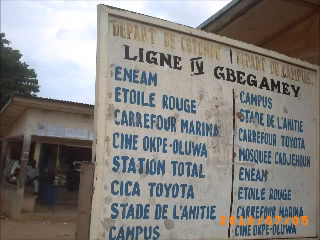 DEPART DE COTONOU
DEPART DU CAMPUS
LIGNE IV GBEGAMEY
ENEAM
ETOILE ROUGE
CARREFOUR MARINA
CINE OKPE-OLUWA
STATION TOTAL
CICA TOYOTA
STADE DE L'AMITIE
CAMPUS
CAMPUS
STADE DE L'AMITIE
CARREFOUR TOYOTA
MOSQUEE CADJEHOUN
ENEAM
ETOILE ROUGE
CARREFOUR MARINA
CINE OKPE-OLUWA